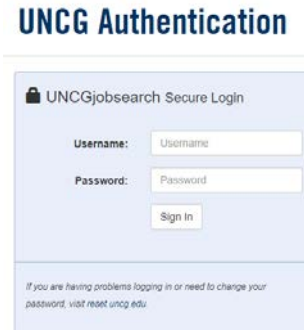 UNCG Authentication
UNCGjobsearch Secure Login
Username:
Username
Password:
Password
Sign In
If you are having problems logging in or need to change your
password, visit reset.uncg.edu